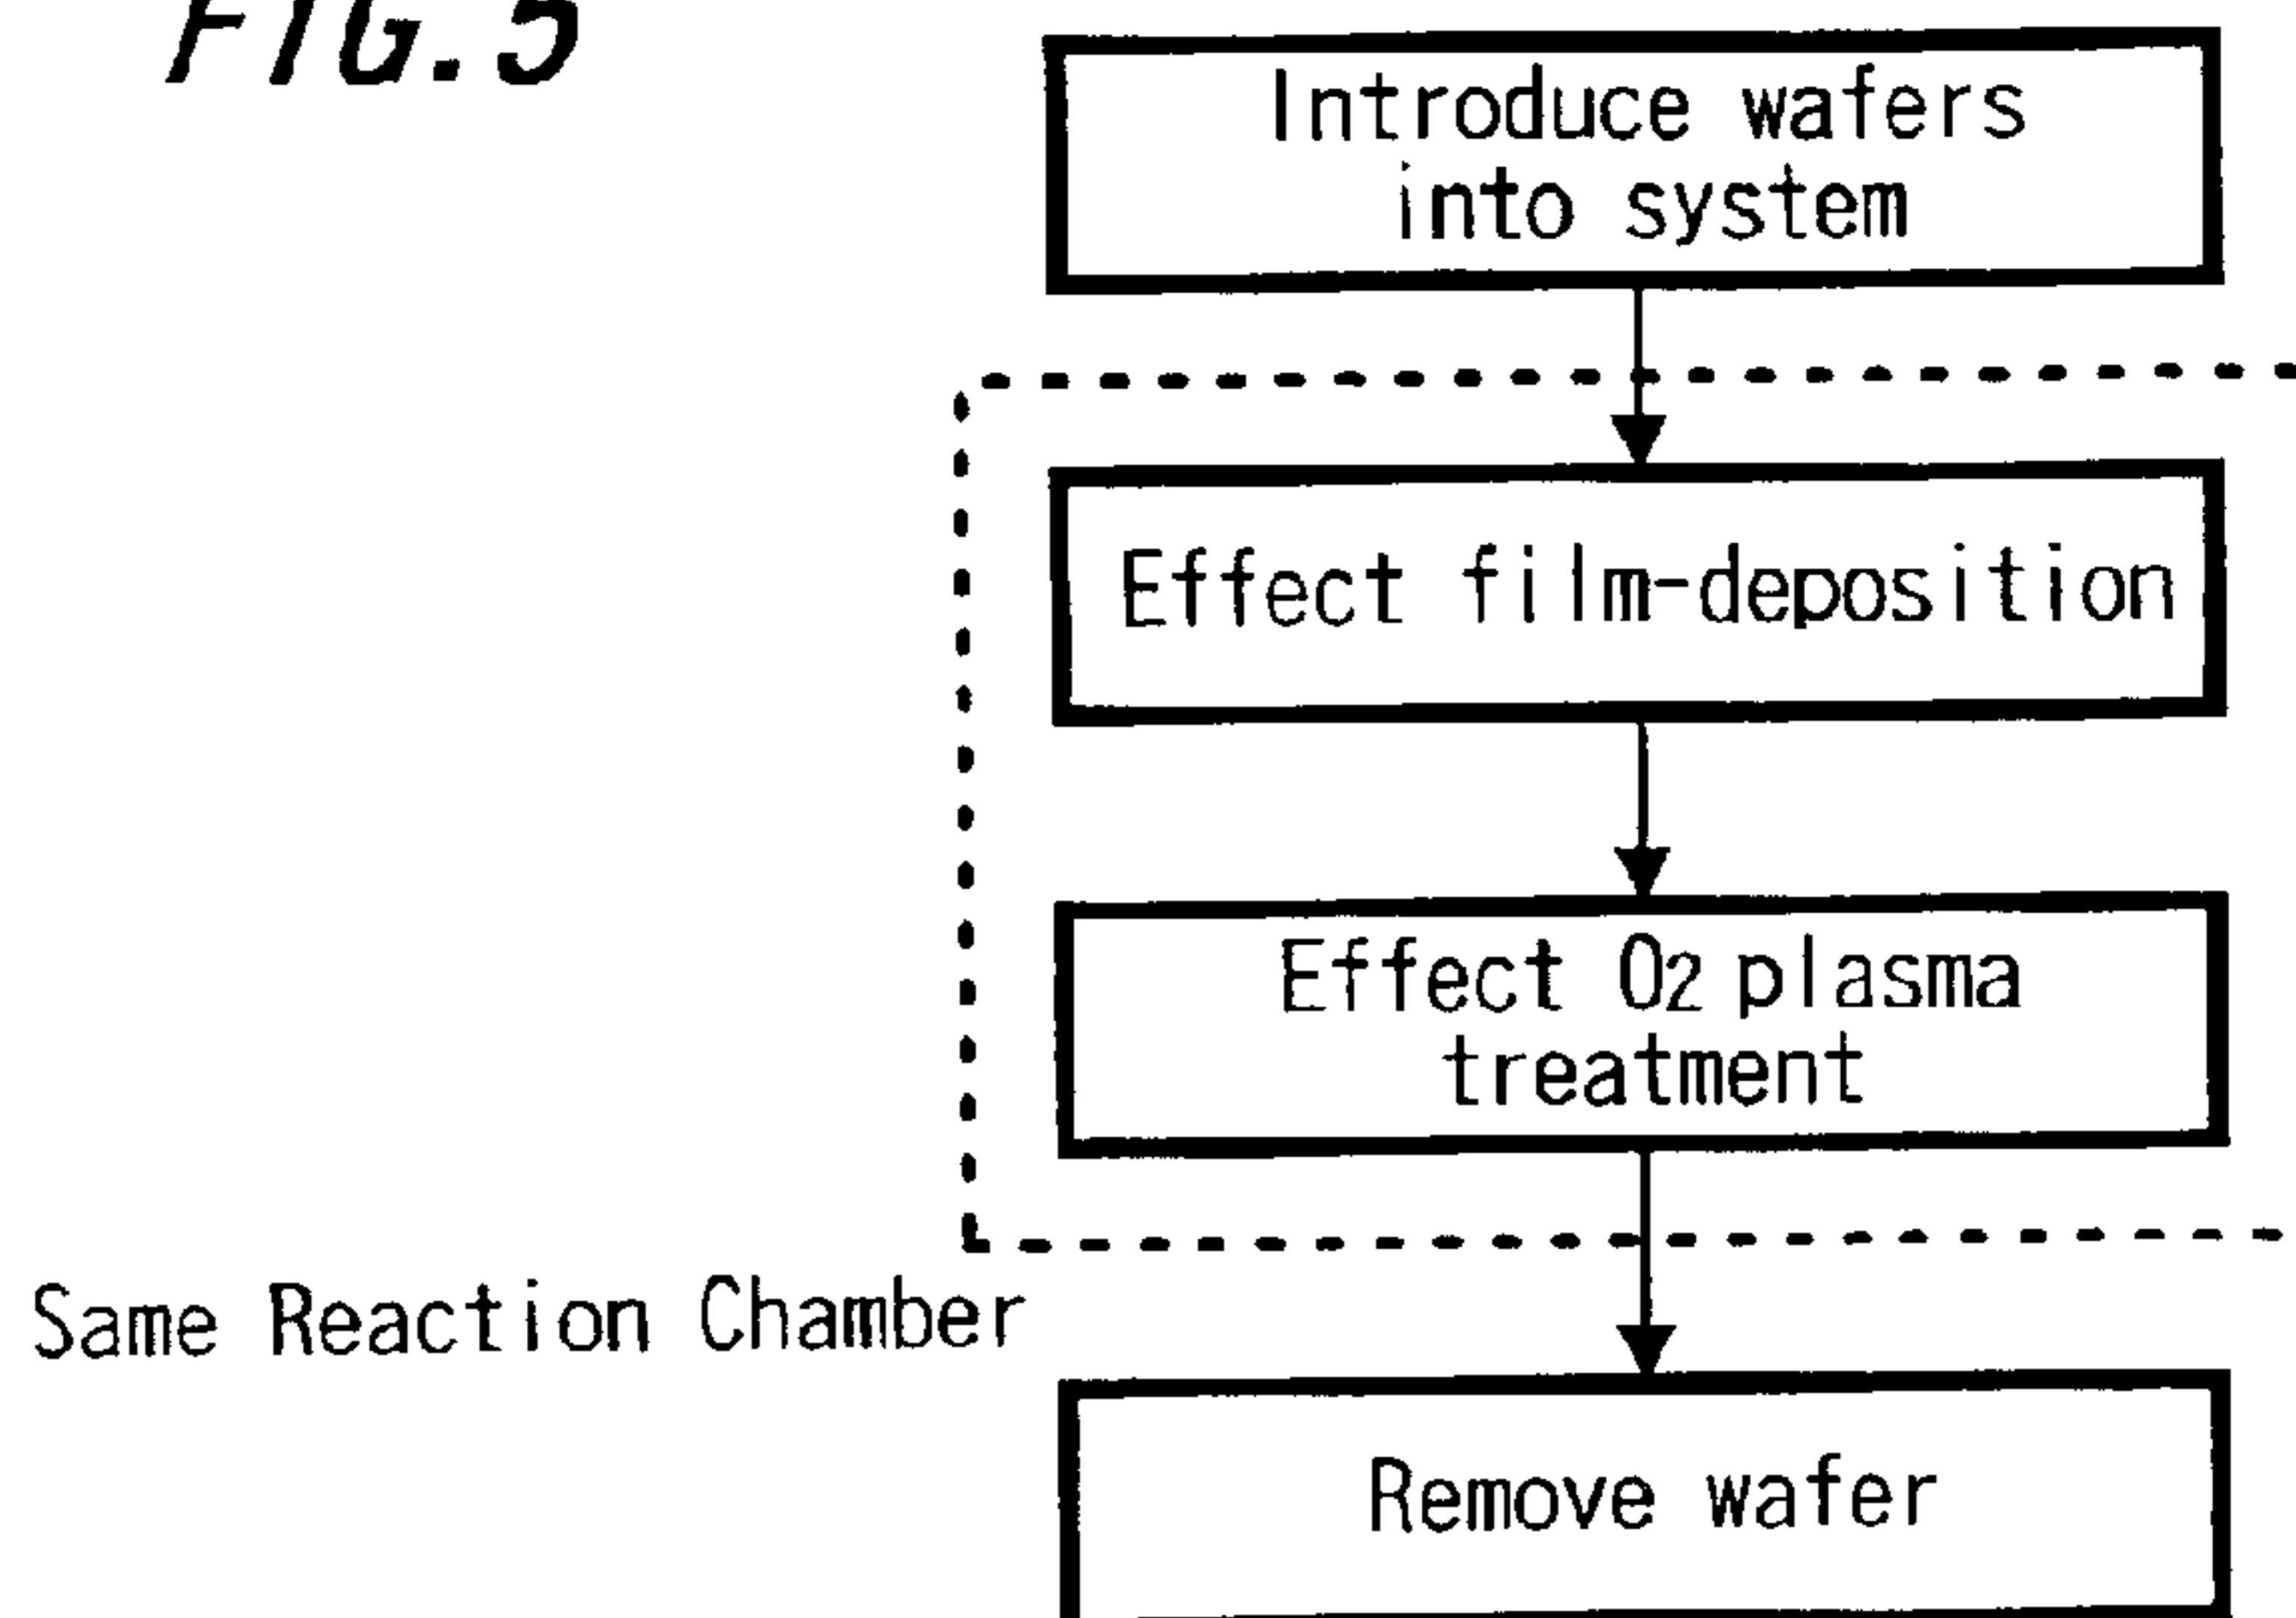 FIG.5
Introduce wafers
into system
Effect film-deposition
Effect O2 plasma
treatment
Same Reaction Chamber
Remove wafer